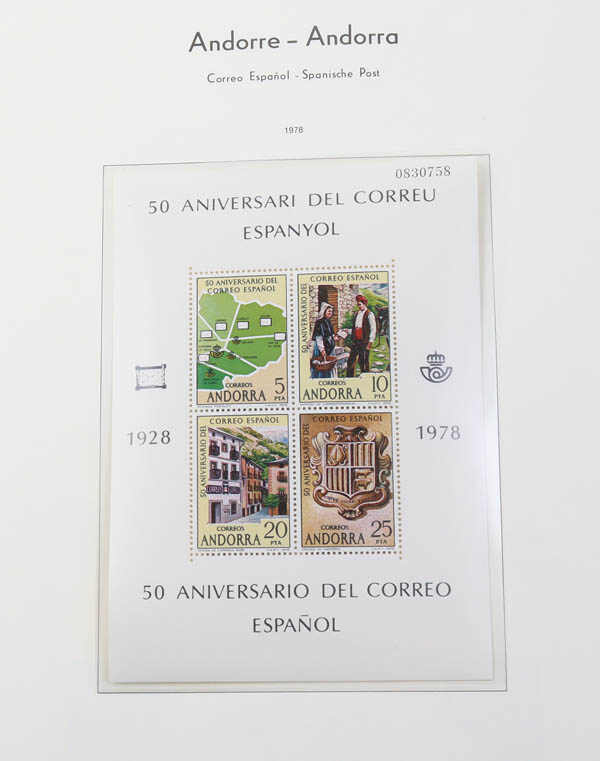 Andorre – Andorra
Correo Español - Spanische Post
1978
0830758
50 ANIVERSARI DEL CORREU
ESPANYOL
50 ANIVERSARIO DEL
CORREO ESPAÑOL
CORREOS
ANDORRA
5
PTA
50 ANIVERSARIO DEL
CORREO ESPAÑOL
CORREOS
ANDORRA
10
PTA
1928
1978
50 ANIVERSARIO DEL
CORREO ESPAÑOL
CORREOS
ANDORRA
20
PTA
50 ANIVERSARIO DEL
CORREO ESPAÑOL
CORREOS
ANDORRA
25
PTA
50 ANIVERSARIO DEL CORREO
ESPAÑOL